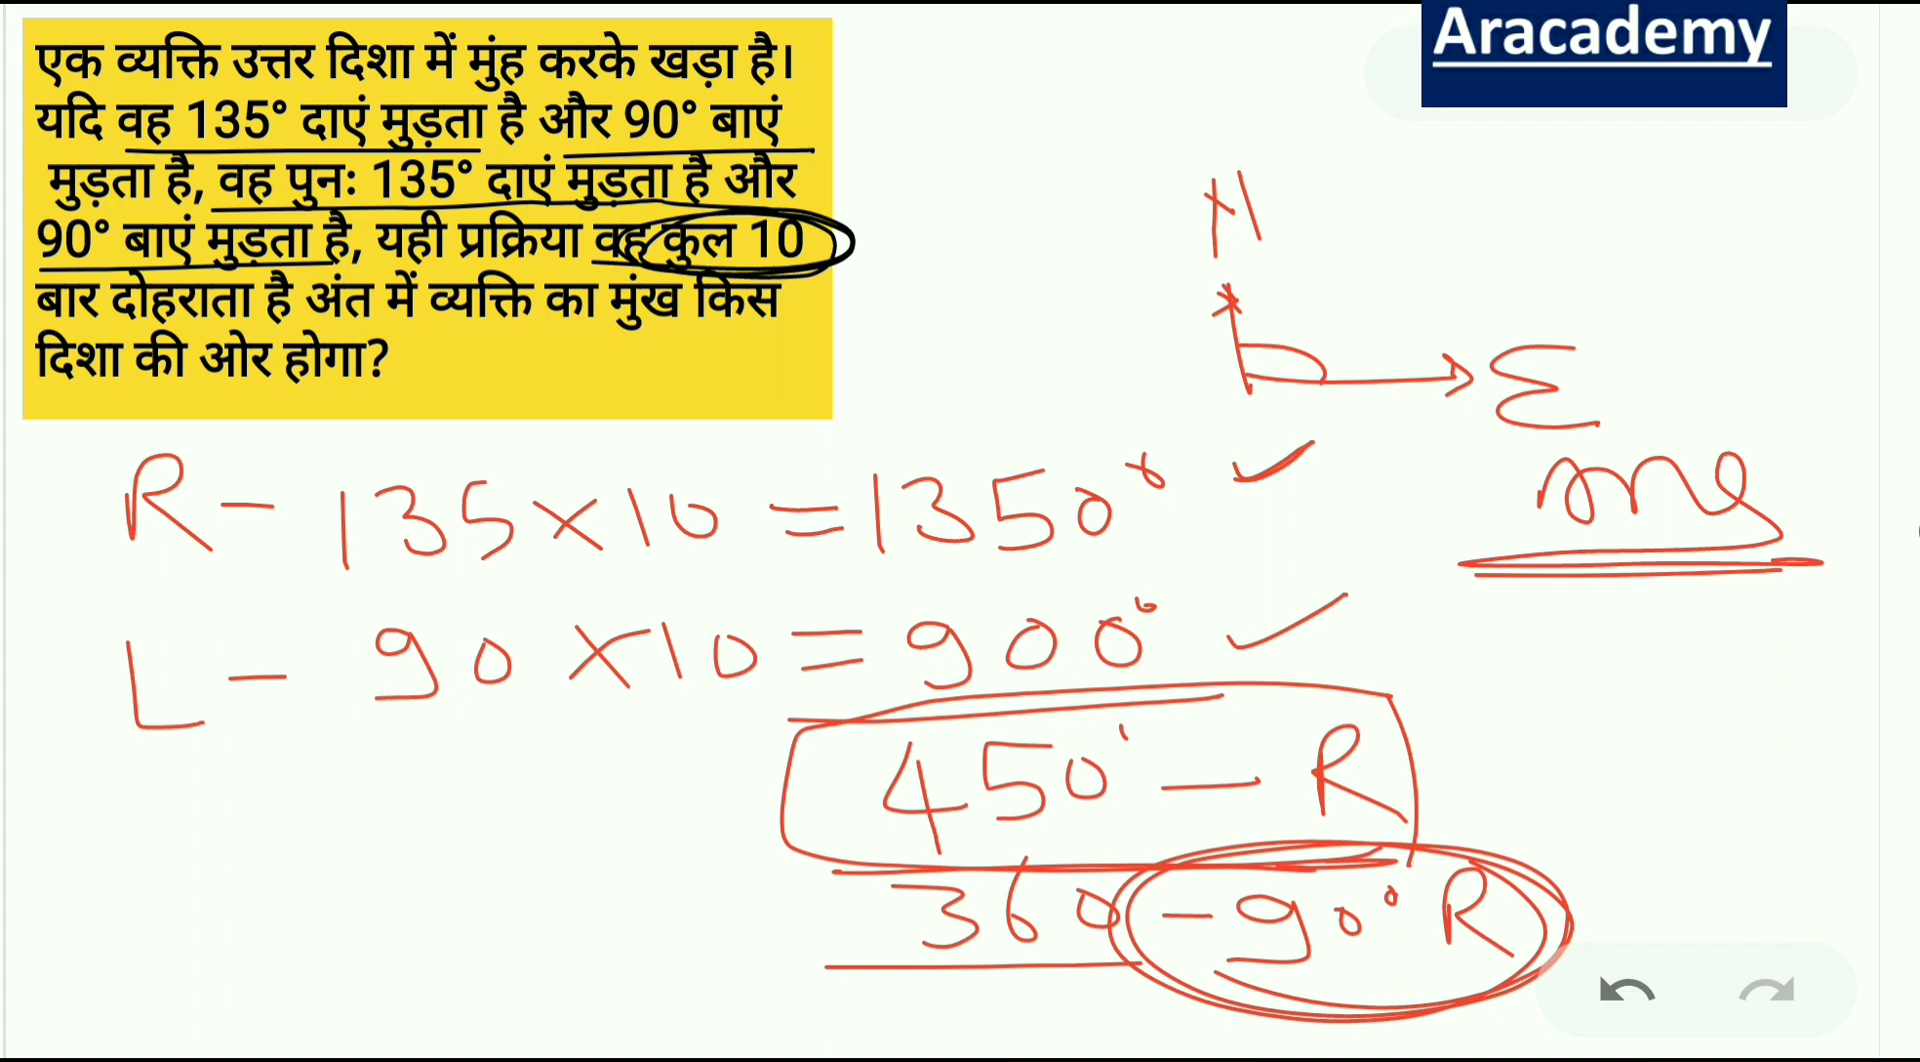 Aracademy
एक व्यक्ति उत्तर दिशा में मुंह करके खड़ा है।
यदि वह 135° दाएं मुड़ता है और 90° बाएं
मुड़ता है, वह पुनः 135° दाएं मुड़ता है और
90° बाएं मुड़ता है, यही प्रक्रिया वह कुल 10
बार दोहराता है अंत में व्यक्ति का मुंख किस
दिशा की ओर होगा?
N
E
R - 135 × 10 = 1350°
L - 90 × 10 = 900°
450° - R
360 - 90° R